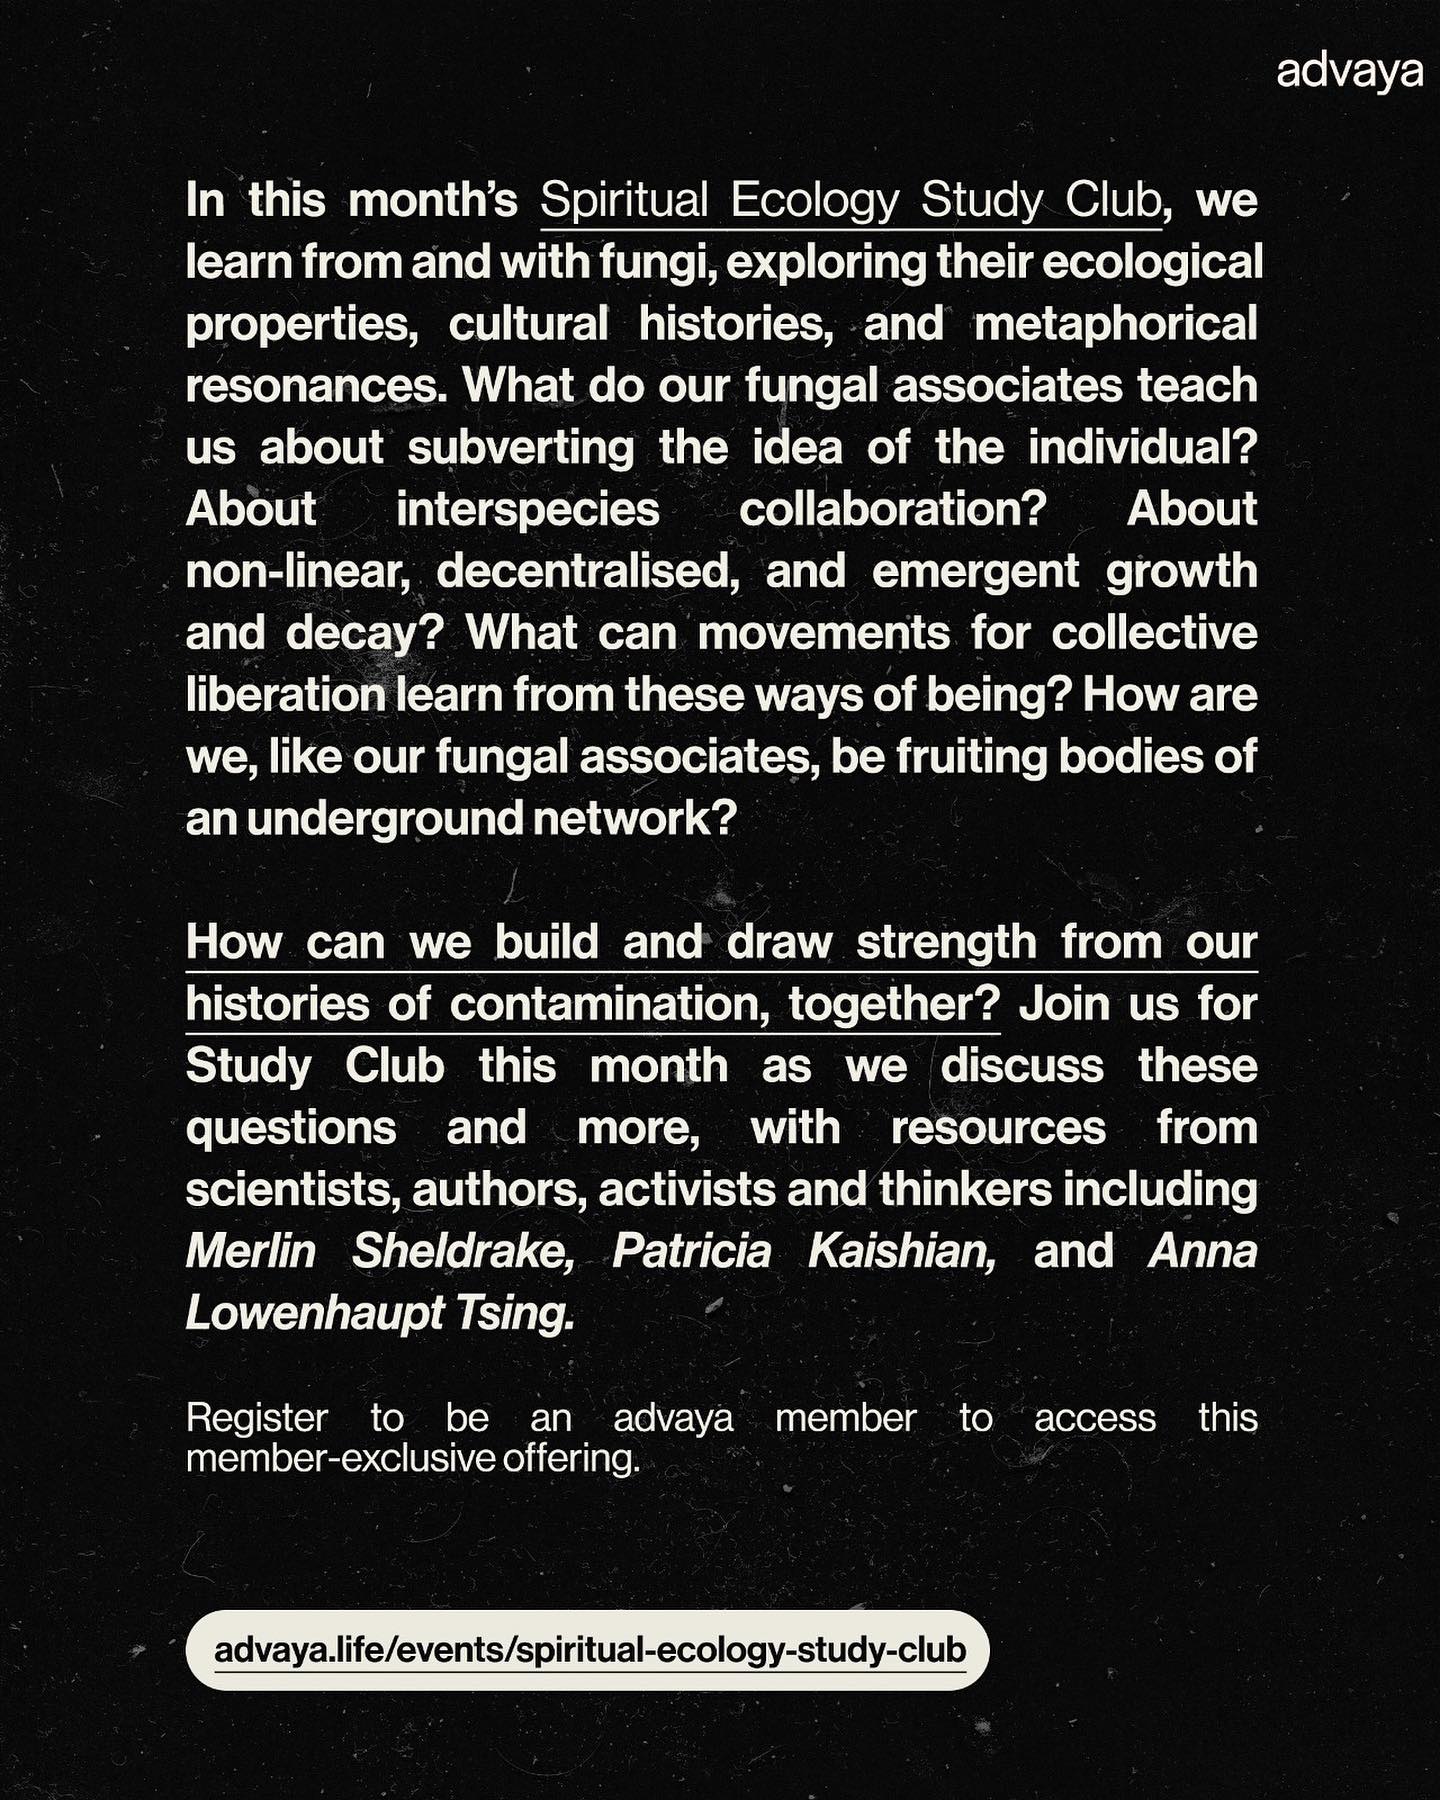 advaya
In this month’s Spiritual Ecology Study Club, we
learn from and with fungi, exploring their ecological
properties, cultural histories, and metaphorical
resonances. What do our fungal associates teach
us about subverting the idea of the individual?
About interspecies collaboration? About
non-linear, decentralised, and emergent growth
and decay? What can movements for collective
liberation learn from these ways of being? How are
we, like our fungal associates, be fruiting bodies of
an underground network?
How can we build and draw strength from our
histories of contamination, together? Join us for
Study Club this month as we discuss these
questions and more, with resources from
scientists, authors, activists and thinkers including
Merlin Sheldrake, Patricia Kaishian, and Anna
Lowenhaupt Tsing.
Register to be an advaya member to access this
member-exclusive offering.
advaya.life/events/spiritual-ecology-study-club